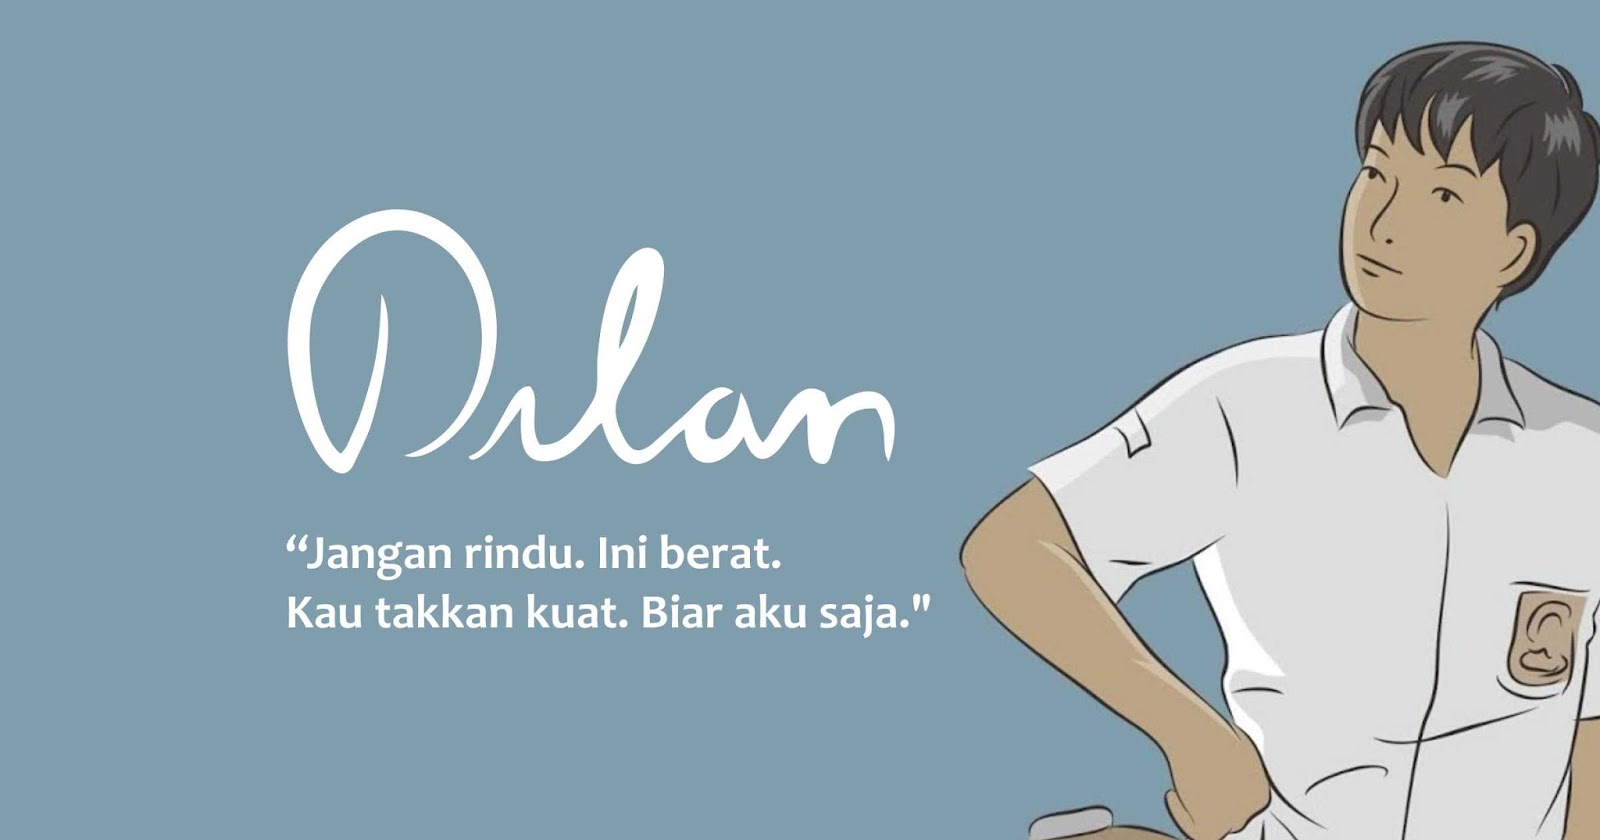 Dilan
“Jangan rindu. Ini berat.
Kau takkan kuat. Biar aku saja."